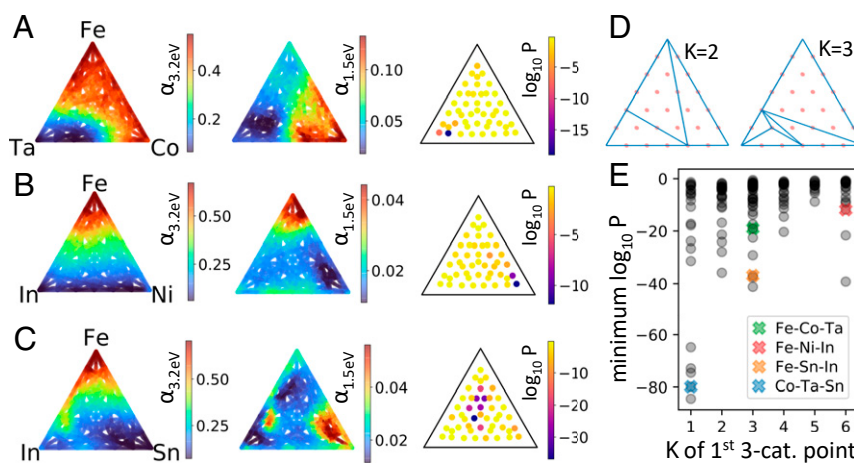 A
Fe
Ta
Co
α3.2eV
0.4
0.2
α1.5eV
0.10
0.05
log10 P
−5
−10
−15
B
Fe
In
Ni
α3.2eV
0.50
0.25
α1.5eV
0.04
0.02
log10 P
−5
−10
C
Fe
In
Sn
α3.2eV
0.50
0.25
α1.5eV
0.04
0.02
log10 P
−10
−20
−30
D
K=2
K=3
E
minimum log10 P
0
−20
−40
−60
−80
Fe-Co-Ta
Fe-Ni-In
Fe-Sn-In
Co-Ta-Sn
1 2 3 4 5 6
K of 1st 3-cat. point